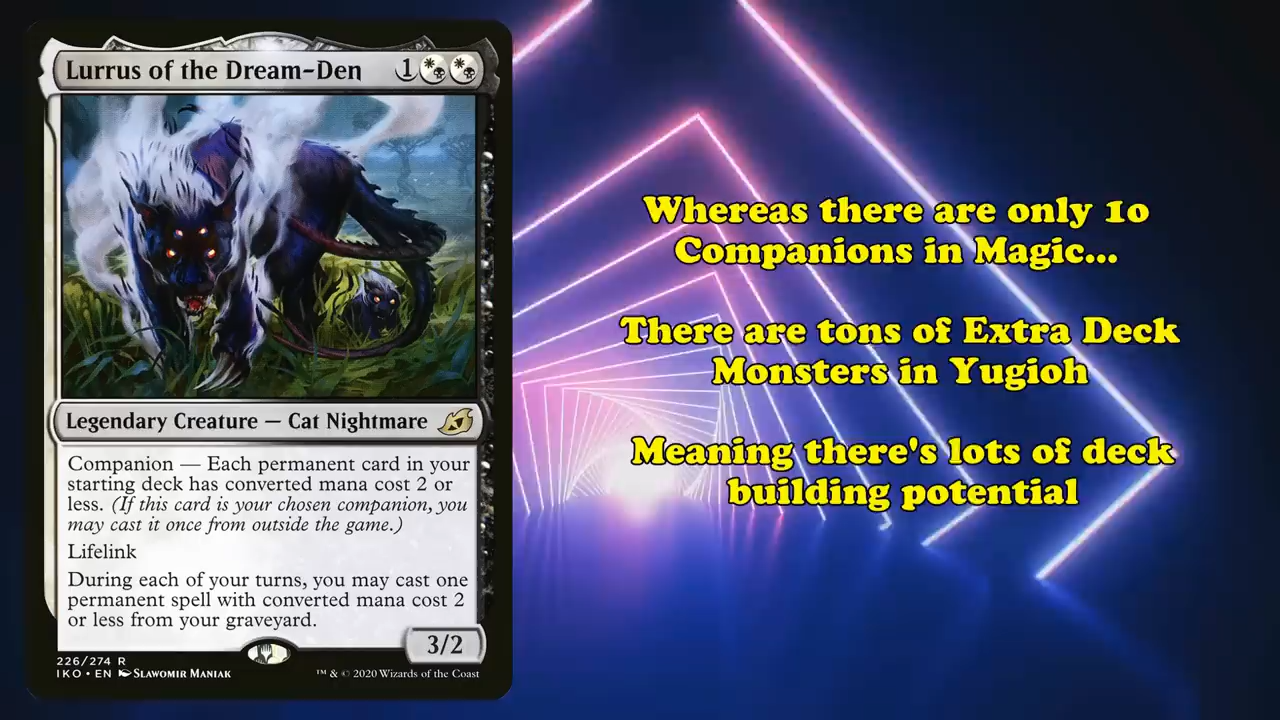 Lurrus of the Dream-Den 1
Legendary Creature — Cat Nightmare
Companion — Each permanent card in your
starting deck has converted mana cost 2 or
less. (If this card is your chosen companion, you
may cast it once from outside the game.)
Lifelink
During each of your turns, you may cast one
permanent spell with converted mana cost 2
or less from your graveyard.
3/2
226/274 R
IKO • EN Slawomir Maniak
™ & © 2020 Wizards of the Coast
Whereas there are only 10
Companions in Magic...
There are tons of Extra Deck
Monsters in Yugioh
Meaning there's lots of deck
building potential